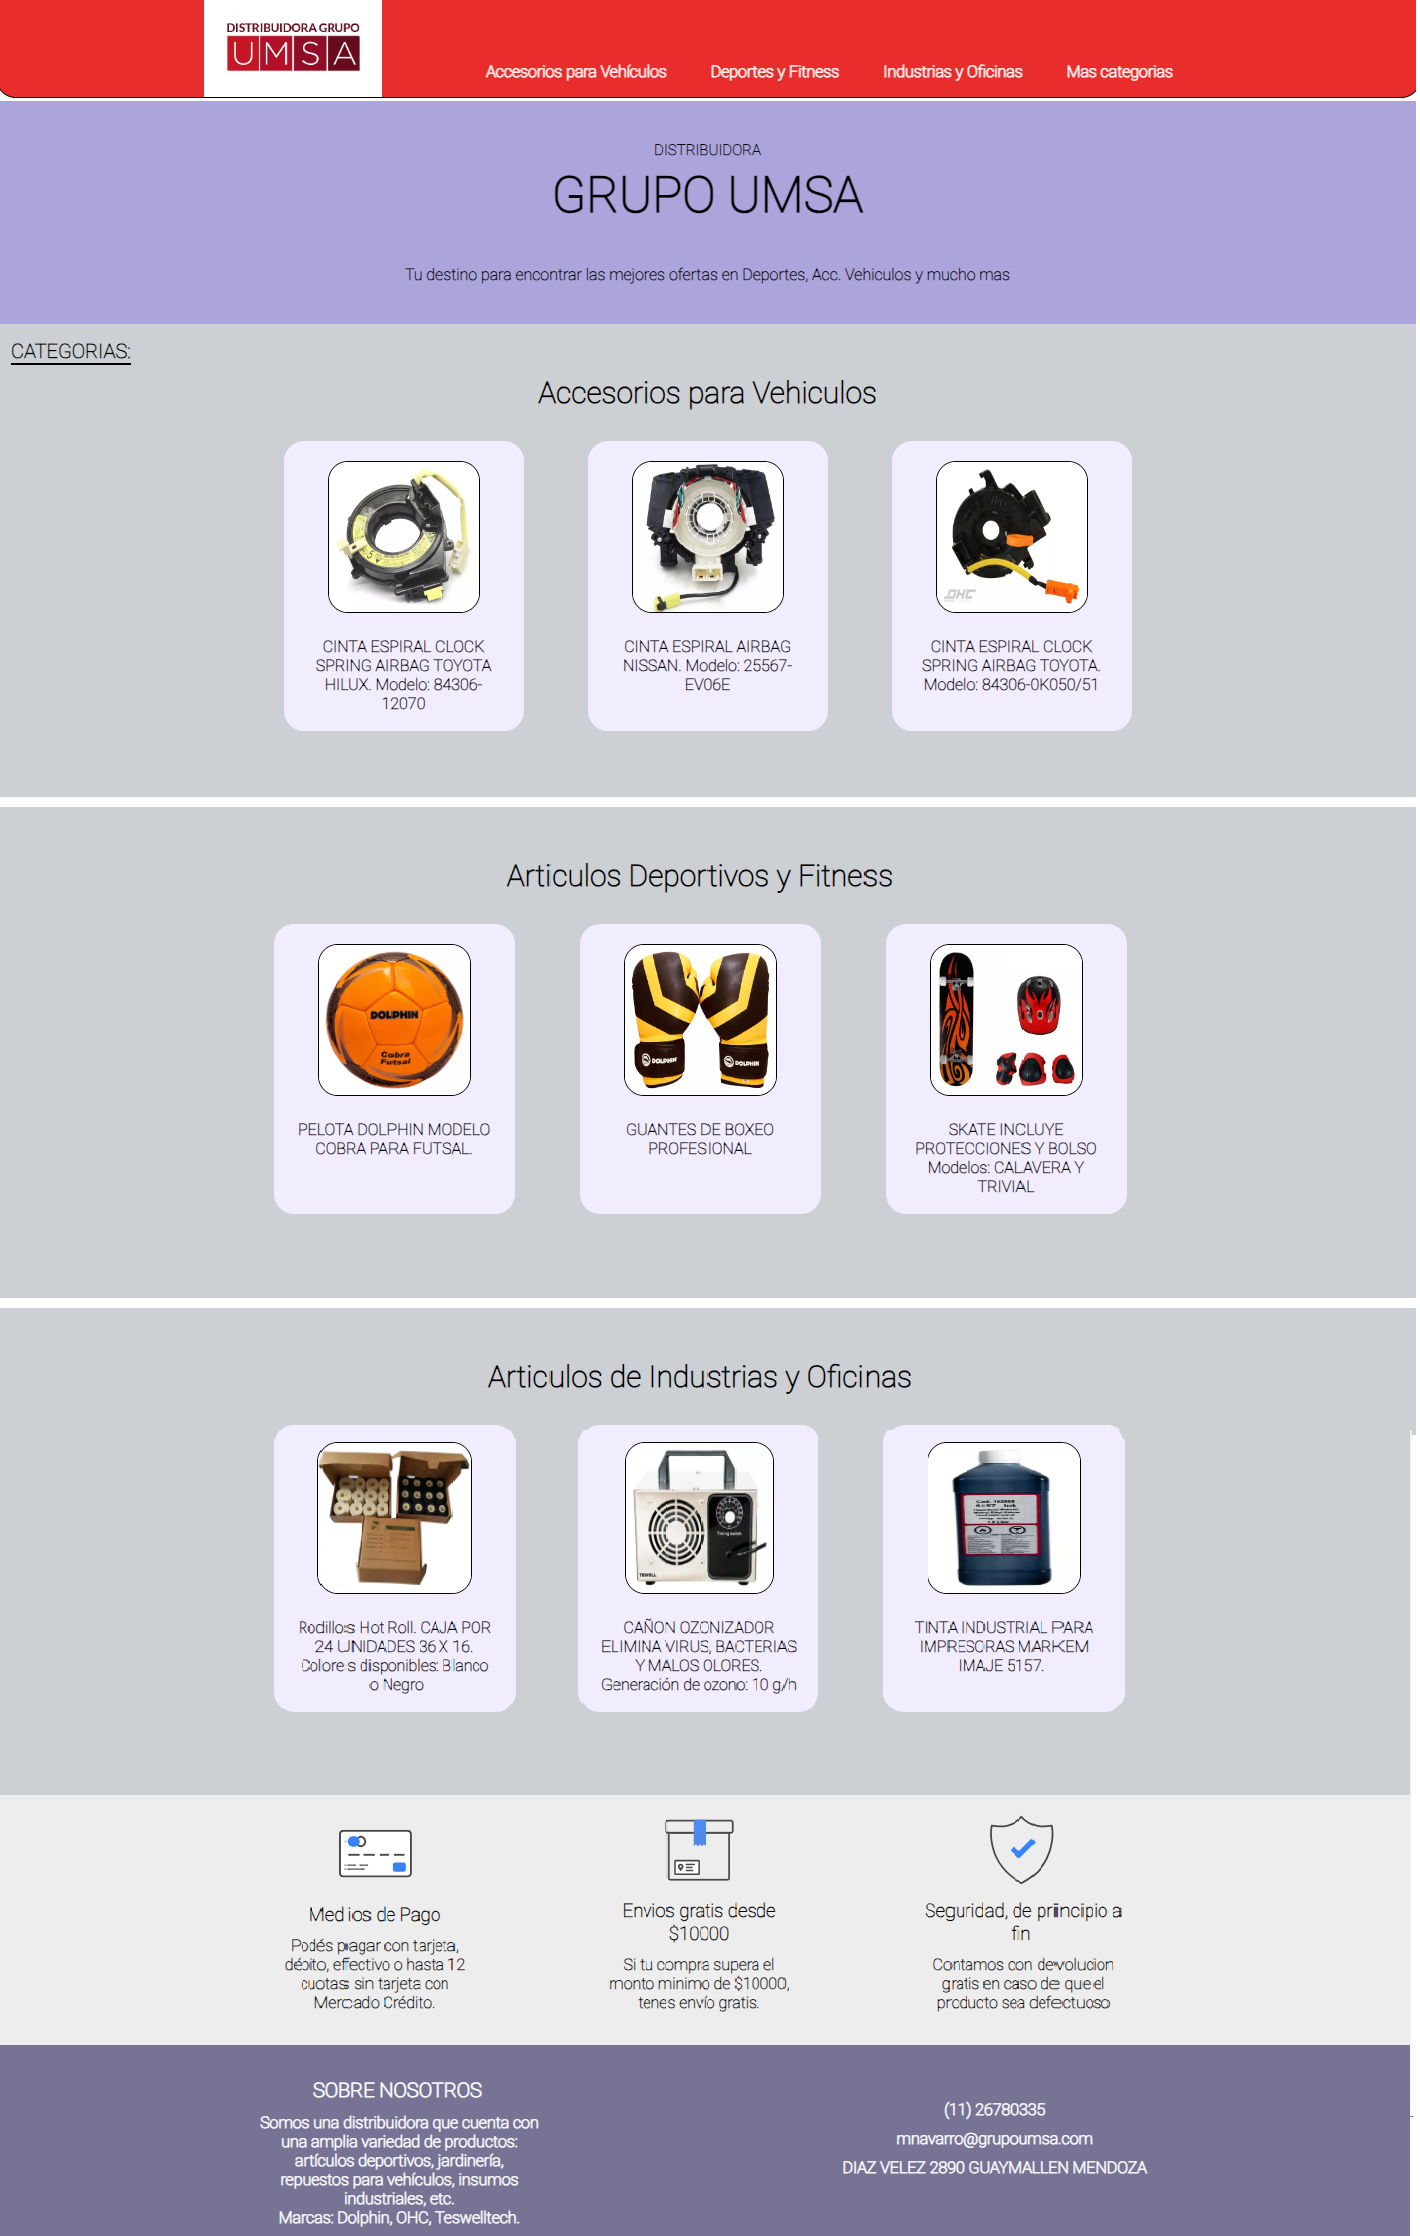 DISTRIBUIDORA GRUPO
UMSA
Accesorios para Vehículos
Deportes y Fitness
Industrias y Oficinas
Mas categorias
DISTRIBUIDORA
GRUPO UMSA
Tu destino para encontrar las mejores ofertas en Deportes, Acc. Vehiculos y mucho mas
CATEGORIAS:
Accesorios para Vehiculos
OHC
CINTA ESPIRAL CLOCK
SPRING AIRBAG TOYOTA
HILUX. Modelo: 84306-
12070
CINTA ESPIRAL AIRBAG
NISSAN. Modelo: 25567-
EV06E
CINTA ESPIRAL CLOCK
SPRING AIRBAG TOYOTA.
Modelo: 84306-0K050/51
Articulos Deportivos y Fitness
DOLPHIN
Cobra
Futsal
DOLPHIN
DOLPHIN
PELOTA DOLPHIN MODELO
COBRA PARA FUTSAL.
GUANTES DE BOXEO
PROFESIONAL
SKATE INCLUYE
PROTECCIONES Y BOLSO
Modelos: CALAVERA Y
TRIVIAL
Articulos de Industrias y Oficinas
Rodillos Hot Roll. CAJA POR
24 UNIDADES 36 X 16.
Colores disponibles: Blanco
o Negro
CAÑON OZONIZADOR
ELIMINA VIRUS, BACTERIAS
Y MALOS OLORES.
Generación de ozono: 10 g/h
TINTA INDUSTRIAL PARA
IMPRESORAS MARKEM
IMAJE 5157.
Medios de Pago
Podés pagar con tarjeta,
débito, effectivo o hasta 12
cuotas sin tarjeta con
Mercado Crédito.
Envios gratis desde
$10000
Si tu compra supera el
monto minimo de $10000,
tenes envío gratis.
Seguridad, de principio a
fin
Contamos con devolucion
gratis en caso de que el
producto sea defectuoso
SOBRE NOSOTROS
Somos una distribuidora que cuenta con
una amplia variedad de productos:
artículos deportivos, jardinería,
repuestos para vehículos, insumos
industriales, etc.
Marcas: Dolphin, OHC, Teswelltech.
(11) 26780335
mnavarro@grupoumsa.com
DIAZ VELEZ 2890 GUAYMALLEN MENDOZA